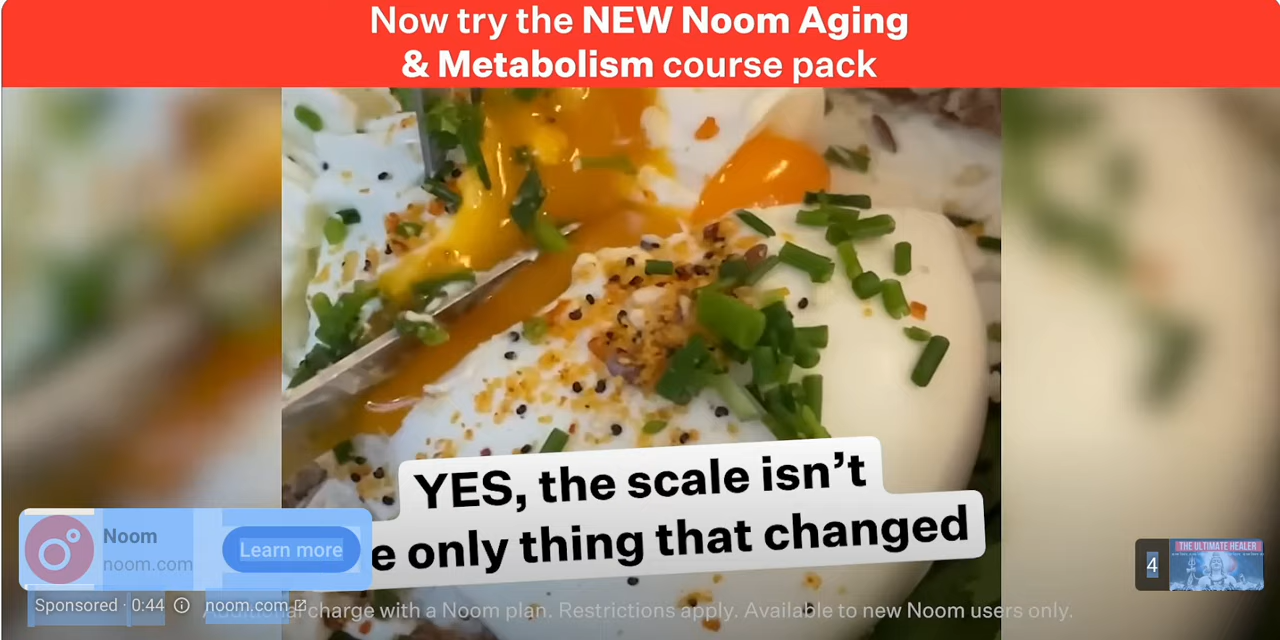 Now try the NEW Noom Aging
& Metabolism course pack
YES, the scale isn’t
e only thing that changed
Noom
noom.com
Learn more
Sponsored · 0:44
noom.com
charge with a Noom plan. Restrictions apply. Available to new Noom users only.
4
THE ULTIMATE HEALER